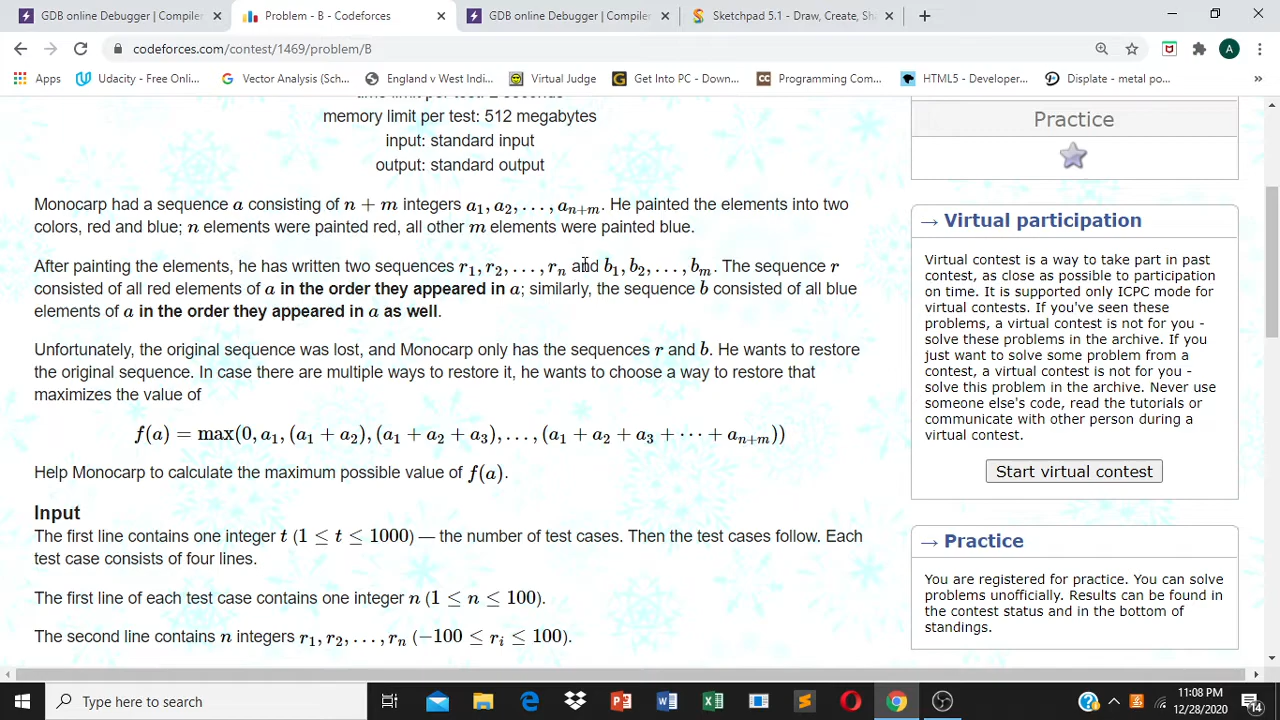 GDB online Debugger | Compiler
Problem - B - Codeforces
GDB online Debugger | Compiler
Sketchpad 5.1 - Draw, Create, Sha
codeforces.com/contest/1469/problem/B
A
Apps
Udacity - Free Onli...
Vector Analysis (Sch...
England v West Indi...
Virtual Judge
Get Into PC - Down...
Programming Com...
HTML5 - Developer...
Displate - metal po...
»
memory limit per test: 512 megabytes
input: standard input
output: standard output
Monocarp had a sequence a consisting of n + m integers a1, a2, . . . , an+m. He painted the elements into two
colors, red and blue; n elements were painted red, all other m elements were painted blue.
After painting the elements, he has written two sequences r1, r2, . . . , rn and b1, b2, . . . , bm. The sequence r
consisted of all red elements of a in the order they appeared in a; similarly, the sequence b consisted of all blue
elements of a in the order they appeared in a as well.
Unfortunately, the original sequence was lost, and Monocarp only has the sequences r and b. He wants to restore
the original sequence. In case there are multiple ways to restore it, he wants to choose a way to restore that
maximizes the value of
f(a) = max(0, a1, (a1 + a2), (a1 + a2 + a3), . . . , (a1 + a2 + a3 + · · · + an+m))
Help Monocarp to calculate the maximum possible value of f(a).
Input
The first line contains one integer t (1 ≤ t ≤ 1000) — the number of test cases. Then the test cases follow. Each
test case consists of four lines.
The first line of each test case contains one integer n (1 ≤ n ≤ 100).
The second line contains n integers r1, r2, . . . , rn (−100 ≤ ri ≤ 100).
Practice
→ Virtual participation
Virtual contest is a way to take part in past
contest, as close as possible to participation
on time. It is supported only ICPC mode for
virtual contests. If you've seen these
problems, a virtual contest is not for you -
solve these problems in the archive. If you
just want to solve some problem from a
contest, a virtual contest is not for you -
solve this problem in the archive. Never use
someone else's code, read the tutorials or
communicate with other person during a
virtual contest.
Start virtual contest
→ Practice
You are registered for practice. You can solve
problems unofficially. Results can be found
in the contest status and in the bottom of
standings.
Type here to search
11:08 PM
12/28/2020
14